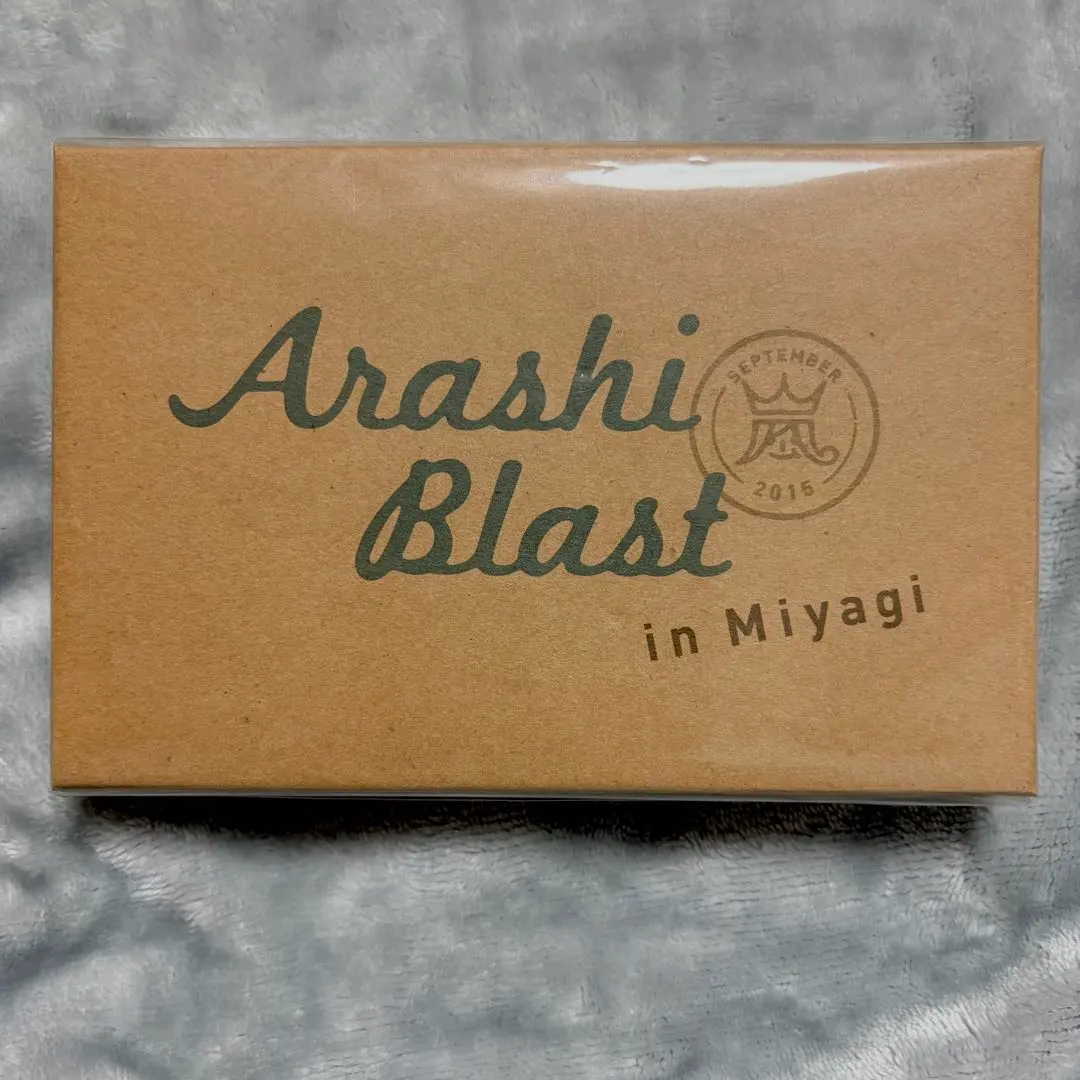 Arashi
Blast
SEPTEMBER
嵐
2015
in Miyagi